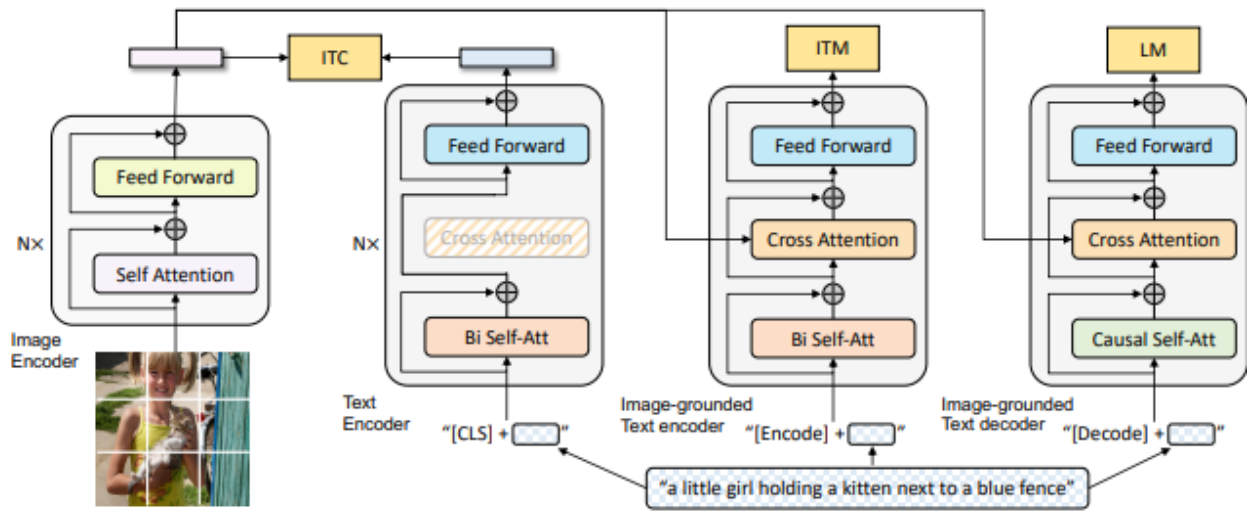 ITC
ITM
LM
Feed Forward
Self Attention
N×
Image
Encoder
Feed Forward
Cross Attention
Bi Self-Att
N×
Text
Encoder
"[CLS] + "
Feed Forward
Cross Attention
Bi Self-Att
Image-grounded
Text encoder
"[Encode] + "
Feed Forward
Cross Attention
Causal Self-Att
Image-grounded
Text decoder
"[Decode] + "
"a little girl holding a kitten next to a blue fence"